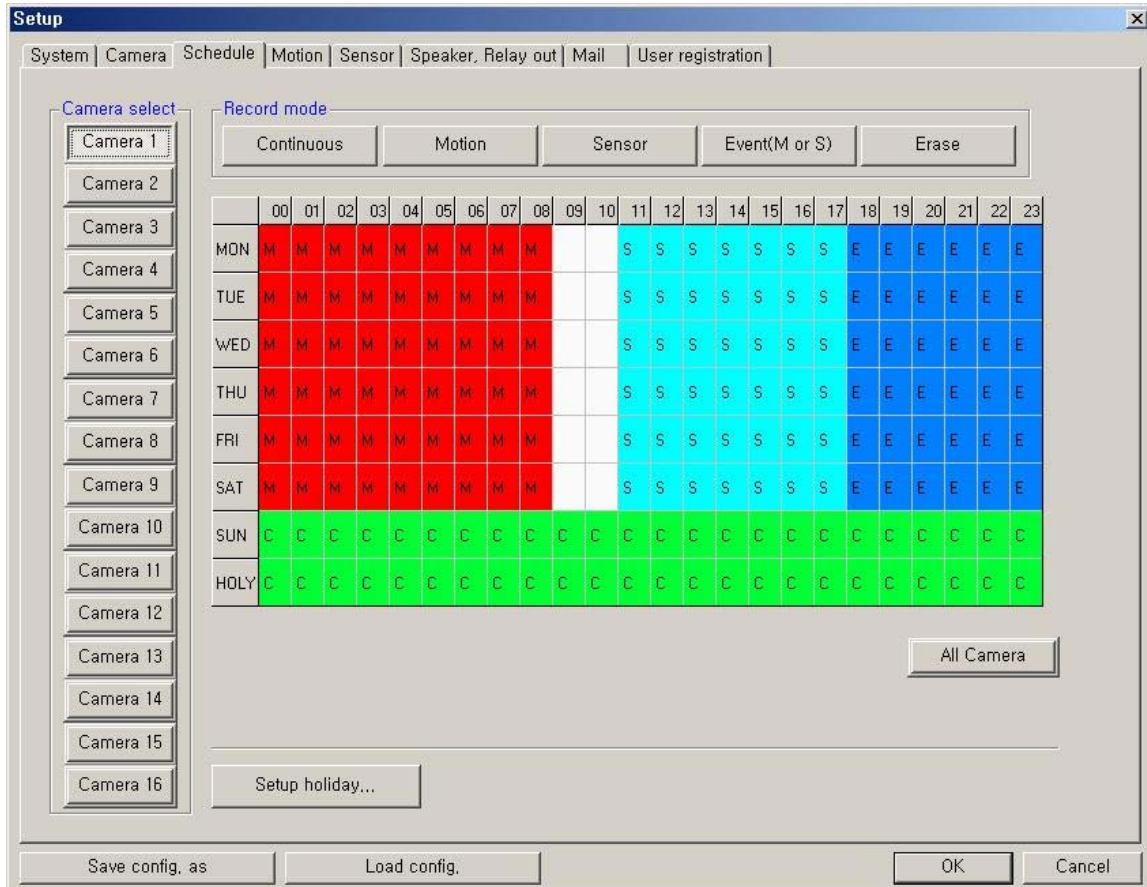 Setup
System Camera Schedule Motion Sensor Speaker, Relay out Mail User registration
Camera select
Camera 1
Camera 2
Camera 3
Camera 4
Camera 5
Camera 6
Camera 7
Camera 8
Camera 9
Camera 10
Camera 11
Camera 12
Camera 13
Camera 14
Camera 15
Camera 16
Record mode
Continuous Motion Sensor Event(M or S) Erase
00 01 02 03 04 05 06 07 08 09 10 11 12 13 14 15 16 17 18 19 20 21 22 23
MON M M M M M M M M M S S S S S S S E E E E E E
TUE M M M M M M M M M S S S S S S S E E E E E E
WED M M M M M M M M M S S S S S S S E E E E E E
THU M M M M M M M M M S S S S S S S E E E E E E
FRI M M M M M M M M M S S S S S S S E E E E E E
SAT M M M M M M M M M S S S S S S S E E E E E E
SUN C C C C C C C C C C C C C C C C C C C C C C C C
HOLY C C C C C C C C C C C C C C C C C C C C C C C C
All Camera
Setup holiday...
Save config, as Load config, OK Cancel